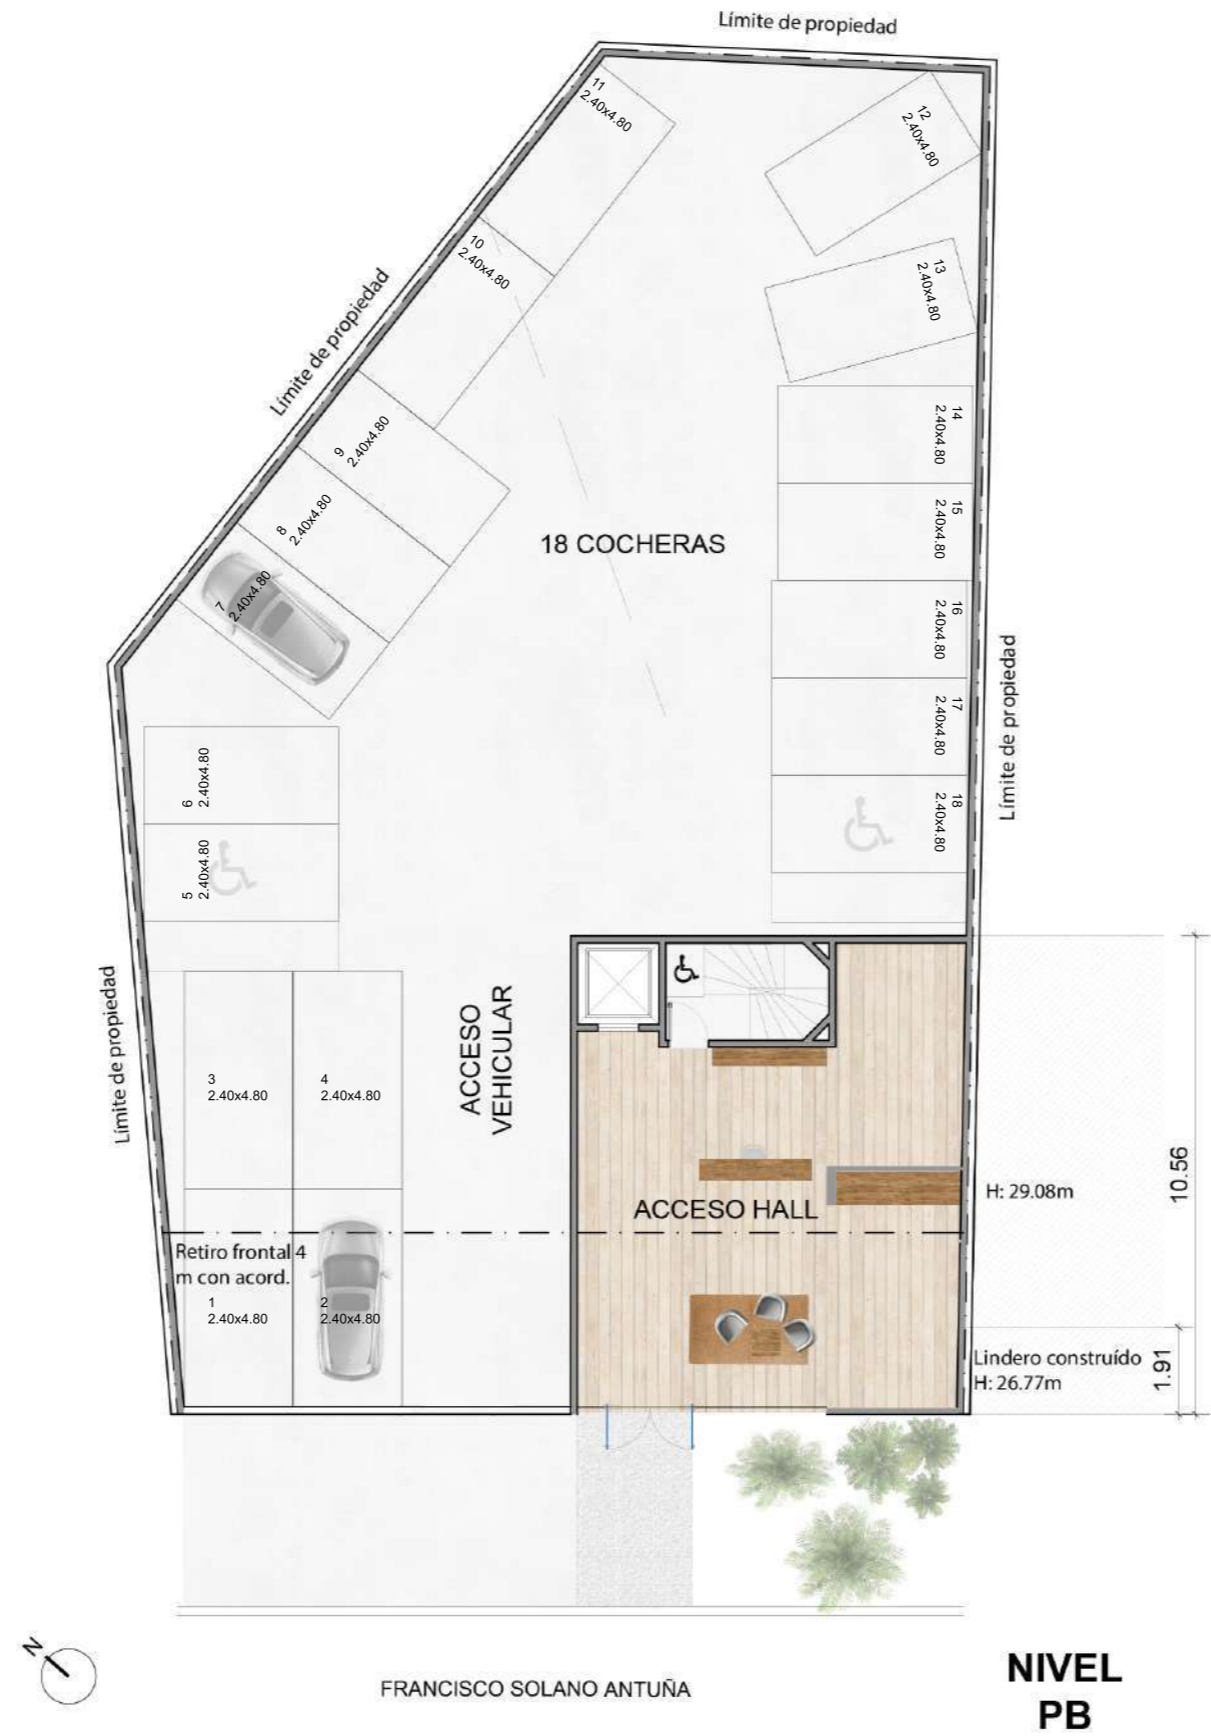 Límite de propiedad
11
2.40x4.80
12
2.40x4.80
10
2.40x4.80
13
2.40x4.80
Límite de propiedad
9
2.40x4.80
14
2.40x4.80
8
2.40x4.80
15
2.40x4.80
18 COCHERAS
7
2.40x4.80
16
2.40x4.80
17
2.40x4.80
Límite de propiedad
6
2.40x4.80
18
2.40x4.80
5
2.40x4.80
Límite de propiedad
ACCESO
VEHICULAR
3
2.40x4.80
4
2.40x4.80
10.56
H: 29.08m
ACCESO HALL
Retiro frontal 4
m con acord.
1
2.40x4.80
2
2.40x4.80
Lindero construído
H: 26.77m
1.91
N
FRANCISCO SOLANO ANTUÑA
NIVEL
PB